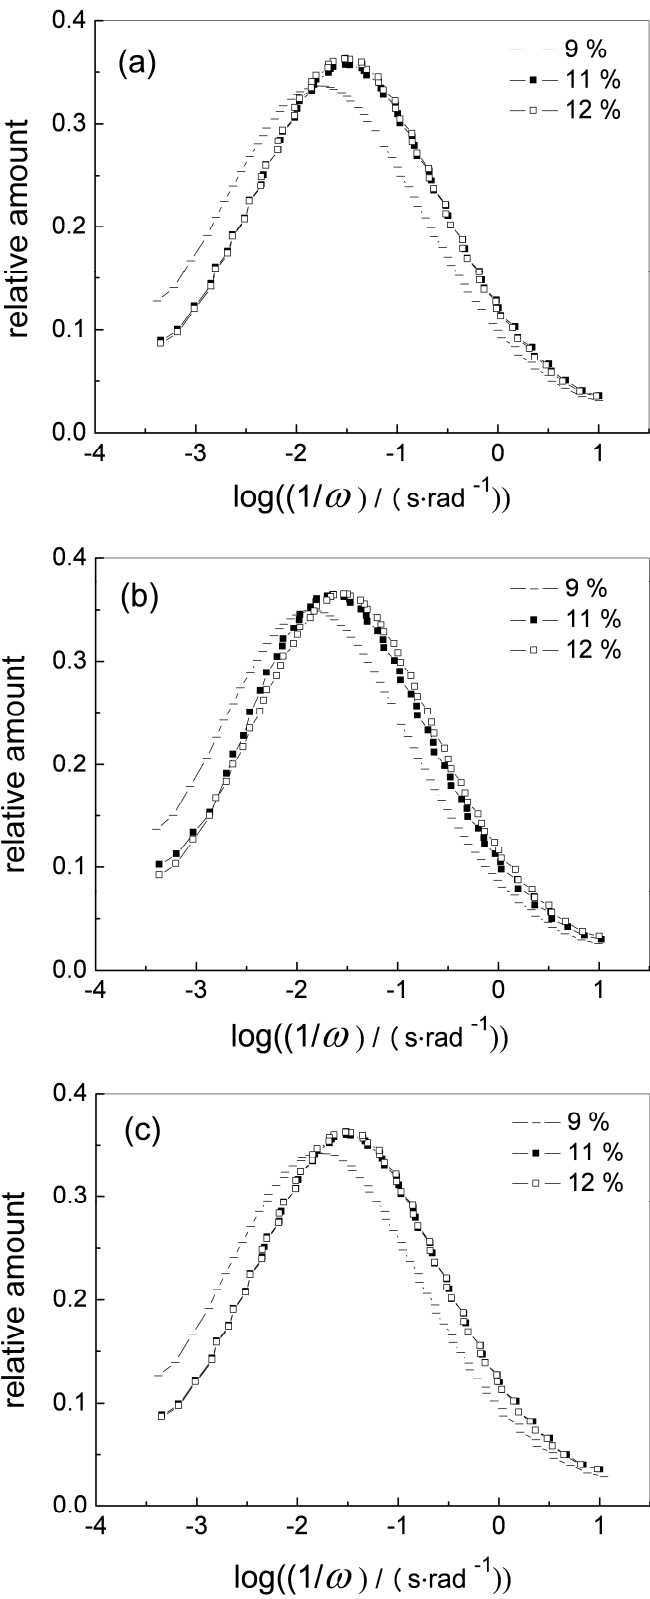 (a)
9 %
11 %
12 %
0.4
0.3
0.2
0.1
0.0
relative amount
-4 -3 -2 -1 0 1
log((1/ω) / (s·rad⁻¹))
(b)
9 %
11 %
12 %
0.4
0.3
0.2
0.1
0.0
relative amount
-4 -3 -2 -1 0 1
log((1/ω) / (s·rad⁻¹))
(c)
9 %
11 %
12 %
0.4
0.3
0.2
0.1
0.0
relative amount
-4 -3 -2 -1 0 1
log((1/ω) / (s·rad⁻¹))